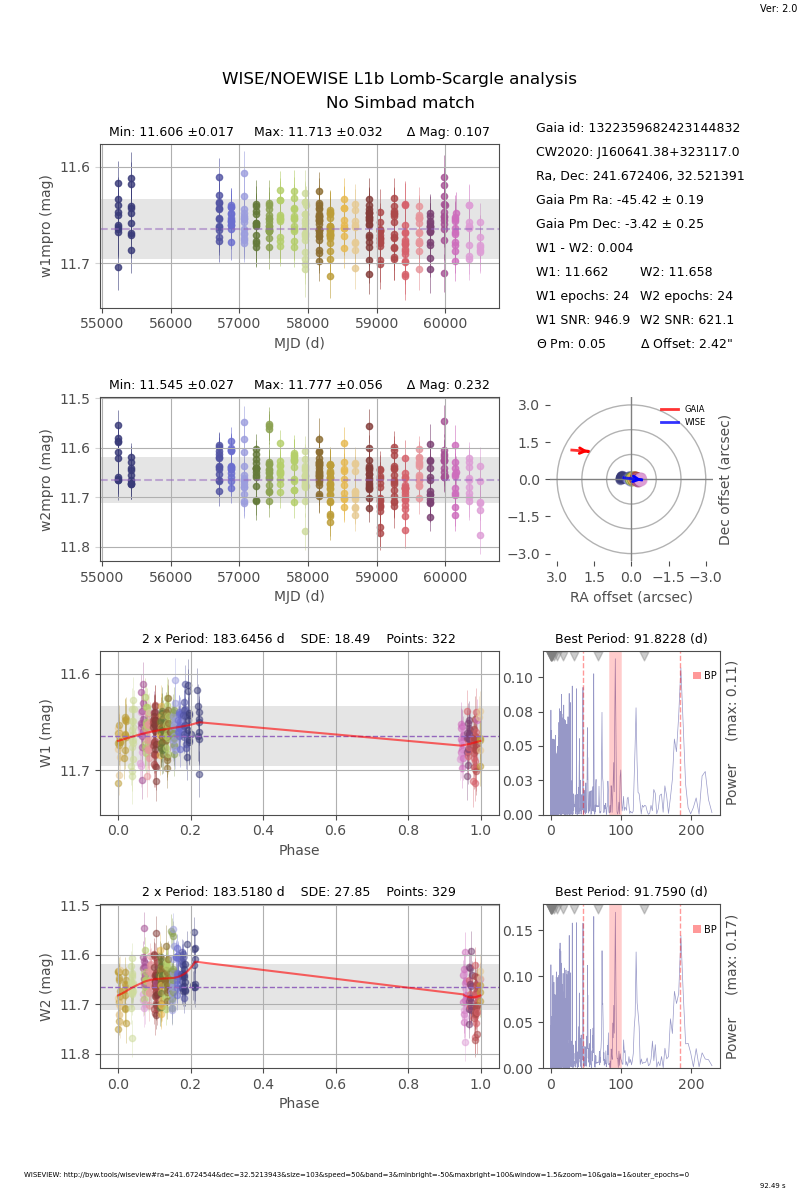 Ver: 2.0
WISE/NOEWISE L1b Lomb-Scargle analysis
No Simbad match
Min: 11.606 ±0.017 Max: 11.713 ±0.032 Δ Mag: 0.107
11.6
11.7
w1mpro (mag)
55000 56000 57000 58000 59000 60000
MJD (d)
Gaia id: 1322359682423144832
CW2020: J160641.38+323117.0
Ra, Dec: 241.672406, 32.521391
Gaia Pm Ra: -45.42 ± 0.19
Gaia Pm Dec: -3.42 ± 0.25
W1 - W2: 0.004
W1: 11.662 W2: 11.658
W1 epochs: 24 W2 epochs: 24
W1 SNR: 946.9 W2 SNR: 621.1
Θ Pm: 0.05 Δ Offset: 2.42"
Min: 11.545 ±0.027 Max: 11.777 ±0.056 Δ Mag: 0.232
11.5
11.6
11.7
11.8
w2mpro (mag)
55000 56000 57000 58000 59000 60000
MJD (d)
GAIA
WISE
3.0
1.5
0.0
−1.5
−3.0
Dec offset (arcsec)
3.0 1.5 0.0 −1.5 −3.0
RA offset (arcsec)
2 x Period: 183.6456 d SDE: 18.49 Points: 322
11.6
11.7
W1 (mag)
0.0 0.2 0.4 0.6 0.8 1.0
Phase
Best Period: 91.8228 (d)
BP
0.10
0.08
0.05
0.03
0.00
Power (max: 0.11)
0 100 200
2 x Period: 183.5180 d SDE: 27.85 Points: 329
11.5
11.6
11.7
11.8
W2 (mag)
0.0 0.2 0.4 0.6 0.8 1.0
Phase
Best Period: 91.7590 (d)
BP
0.15
0.10
0.05
0.00
Power (max: 0.17)
0 100 200
WISEVIEW: http://byw.tools/wiseview#ra=241.6724544&dec=32.5213943&size=103&speed=50&band=3&minbright=-50&maxbright=100&window=1.5&zoom=10&gaia=1&outer_epochs=0
92.49 s